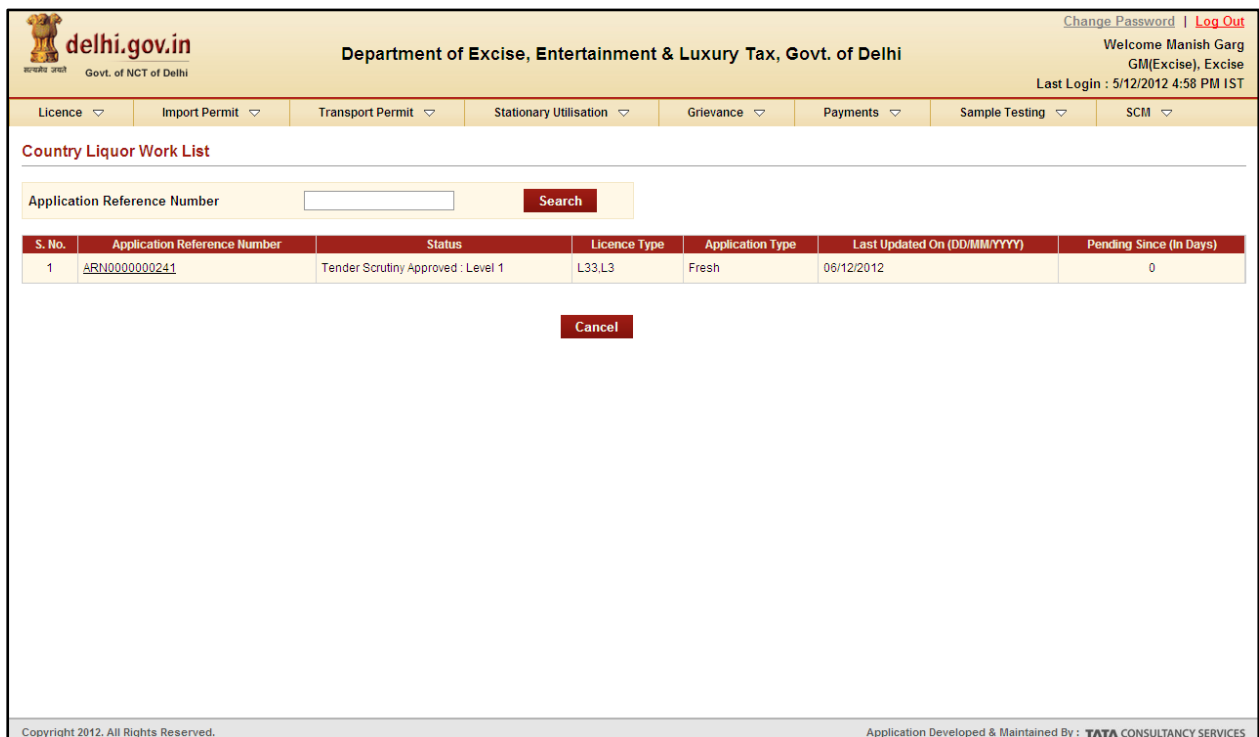 Change Password | Log Out
delhi.gov.in
Govt. of NCT of Delhi
सत्यमेव जयते
Department of Excise, Entertainment & Luxury Tax, Govt. of Delhi
Welcome Manish Garg
GM(Excise), Excise
Last Login : 5/12/2012 4:58 PM IST
Licence Import Permit Transport Permit Stationary Utilisation Grievance Payments Sample Testing SCM
Country Liquor Work List
Application Reference Number Search
S. No. Application Reference Number Status Licence Type Application Type Last Updated On (DD/MM/YYYY) Pending Since (In Days)
1 ARN0000000241 Tender Scrutiny Approved : Level 1 L33,L3 Fresh 06/12/2012 0
Cancel
Copyright 2012. All Rights Reserved. Application Developed & Maintained By : TATA CONSULTANCY SERVICES